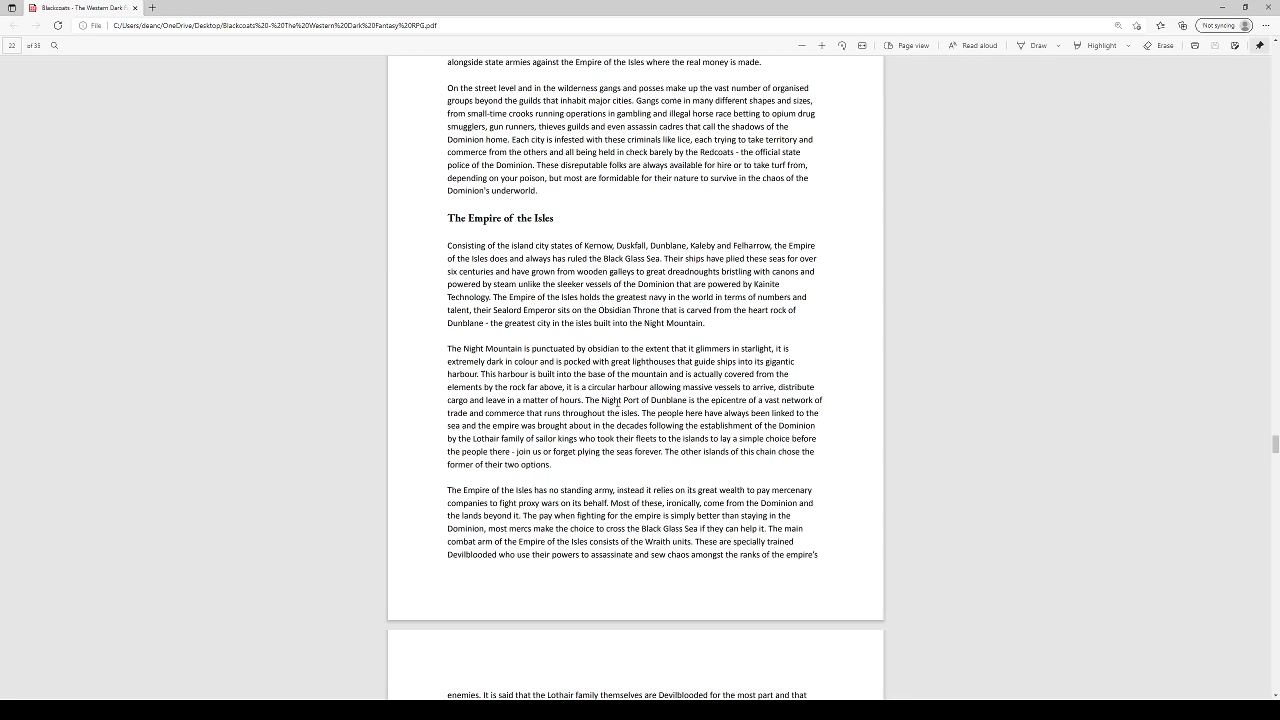 Blackcoats - The Western Dark F
File
C:/Users/deanc/OneDrive/Desktop/Blackcoats%20-%20The%20Western%20Dark%20Fantasy%20RPG.pdf
Not syncing
22 of 35
Page view
Read aloud
Draw
Highlight
Erase
alongside state armies against the Empire of the Isles where the real money is made.
On the street level and in the wilderness gangs and posses make up the vast number of organised
groups beyond the guilds that inhabit major cities. Gangs come in many different shapes and sizes,
from small-time crooks running operations in gambling and illegal horse race betting to opium drug
smugglers, gun runners, thieves guilds and even assassin cadres that call the shadows of the
Dominion home. Each city is infested with these criminals like lice, each trying to take territory and
commerce from the others and all being held in check barely by the Redcoats - the official state
police of the Dominion. These disreputable folks are always available for hire or to take turf from,
depending on your poison, but most are formidable for their nature to survive in the chaos of the
Dominion's underworld.
The Empire of the Isles
Consisting of the island city states of Kernow, Duskfall, Dunblane, Kaleby and Felharrow, the Empire
of the Isles does and always has ruled the Black Glass Sea. Their ships have plied these seas for over
six centuries and have grown from wooden galleys to great dreadnoughts bristling with canons and
powered by steam unlike the sleeker vessels of the Dominion that are powered by Kainite
Technology. The Empire of the Isles holds the greatest navy in the world in terms of numbers and
talent, their Sealord Emperor sits on the Obsidian Throne that is carved from the heart rock of
Dunblane - the greatest city in the isles built into the Night Mountain.
The Night Mountain is punctuated by obsidian to the extent that it glimmers in starlight, it is
extremely dark in colour and is pocked with great lighthouses that guide ships into its gigantic
harbour. This harbour is built into the base of the mountain and is actually covered from the
elements by the rock far above, it is a circular harbour allowing massive vessels to arrive, distribute
cargo and leave in a matter of hours. The Night Port of Dunblane is the epicentre of a vast network of
trade and commerce that runs throughout the isles. The people here have always been linked to the
sea and the empire was brought about in the decades following the establishment of the Dominion
by the Lothair family of sailor kings who took their fleets to the islands to lay a simple choice before
the people there - join us or forget plying the seas forever. The other islands of this chain chose the
former of their two options.
The Empire of the Isles has no standing army, instead it relies on its great wealth to pay mercenary
companies to fight proxy wars on its behalf. Most of these, ironically, come from the Dominion and
the lands beyond it. The pay when fighting for the empire is simply better than staying in the
Dominion, most mercs make the choice to cross the Black Glass Sea if they can help it. The main
combat arm of the Empire of the Isles consists of the Wraith units. These are specially trained
Devilblooded who use their powers to assassinate and sew chaos amongst the ranks of the empire's
enemies. It is said that the Lothair family themselves are Devilblooded for the most part and that